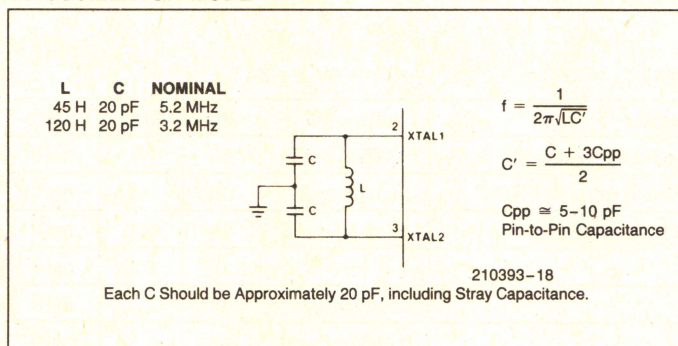 L C NOMINAL
45 H 20 pF 5.2 MHz
120 H 20 pF 3.2 MHz
2 XTAL1
C
L
C
3 XTAL2
f = 1 / 2π√LC′
C′ = C + 3Cpp / 2
Cpp ≅ 5–10 pF
Pin-to-Pin Capacitance
210393–18
Each C Should be Approximately 20 pF, including Stray Capacitance.